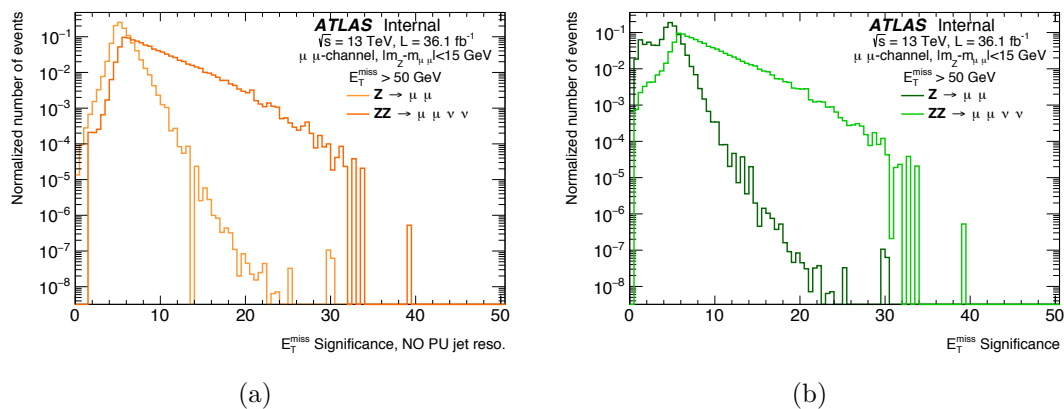 Normalized number of events
10⁻¹
10⁻²
10⁻³
10⁻⁴
10⁻⁵
10⁻⁶
10⁻⁷
10⁻⁸
ATLAS Internal
√s = 13 TeV, L = 36.1 fb⁻¹
μ μ-channel, |m_Z-m_μ μ|<15 GeV
E_T^miss > 50 GeV
Z → μ μ
ZZ → μ μ ν ν
0 10 20 30 40 50
E_T^miss Significance, NO PU jet reso.
(a)
Normalized number of events
10⁻¹
10⁻²
10⁻³
10⁻⁴
10⁻⁵
10⁻⁶
10⁻⁷
10⁻⁸
ATLAS Internal
√s = 13 TeV, L = 36.1 fb⁻¹
μ μ-channel, |m_Z-m_μ μ|<15 GeV
E_T^miss > 50 GeV
Z → μ μ
ZZ → μ μ ν ν
0 10 20 30 40 50
E_T^miss Significance
(b)